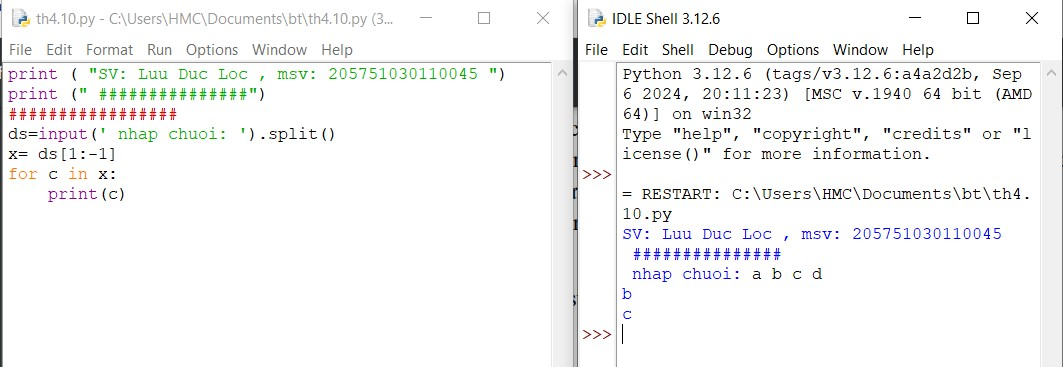 th4.10.py - C:\Users\HMC\Documents\bt\th4.10.py (3...
File Edit Format Run Options Window Help
print ( "SV: Luu Duc Loc , msv: 205751030110045 ")
print (" ###############")
#################
ds=input(' nhap chuoi: ').split()
x= ds[1:-1]
for c in x:
    print(c)
IDLE Shell 3.12.6
File Edit Shell Debug Options Window Help
Python 3.12.6 (tags/v3.12.6:a4a2d2b, Sep
6 2024, 20:11:23) [MSC v.1940 64 bit (AMD
64)] on win32
Type "help", "copyright", "credits" or "l
icense()" for more information.
>>>
= RESTART: C:\Users\HMC\Documents\bt\th4.
10.py
SV: Luu Duc Loc , msv: 205751030110045
 ###############
 nhap chuoi: a b c d
b
c
>>>